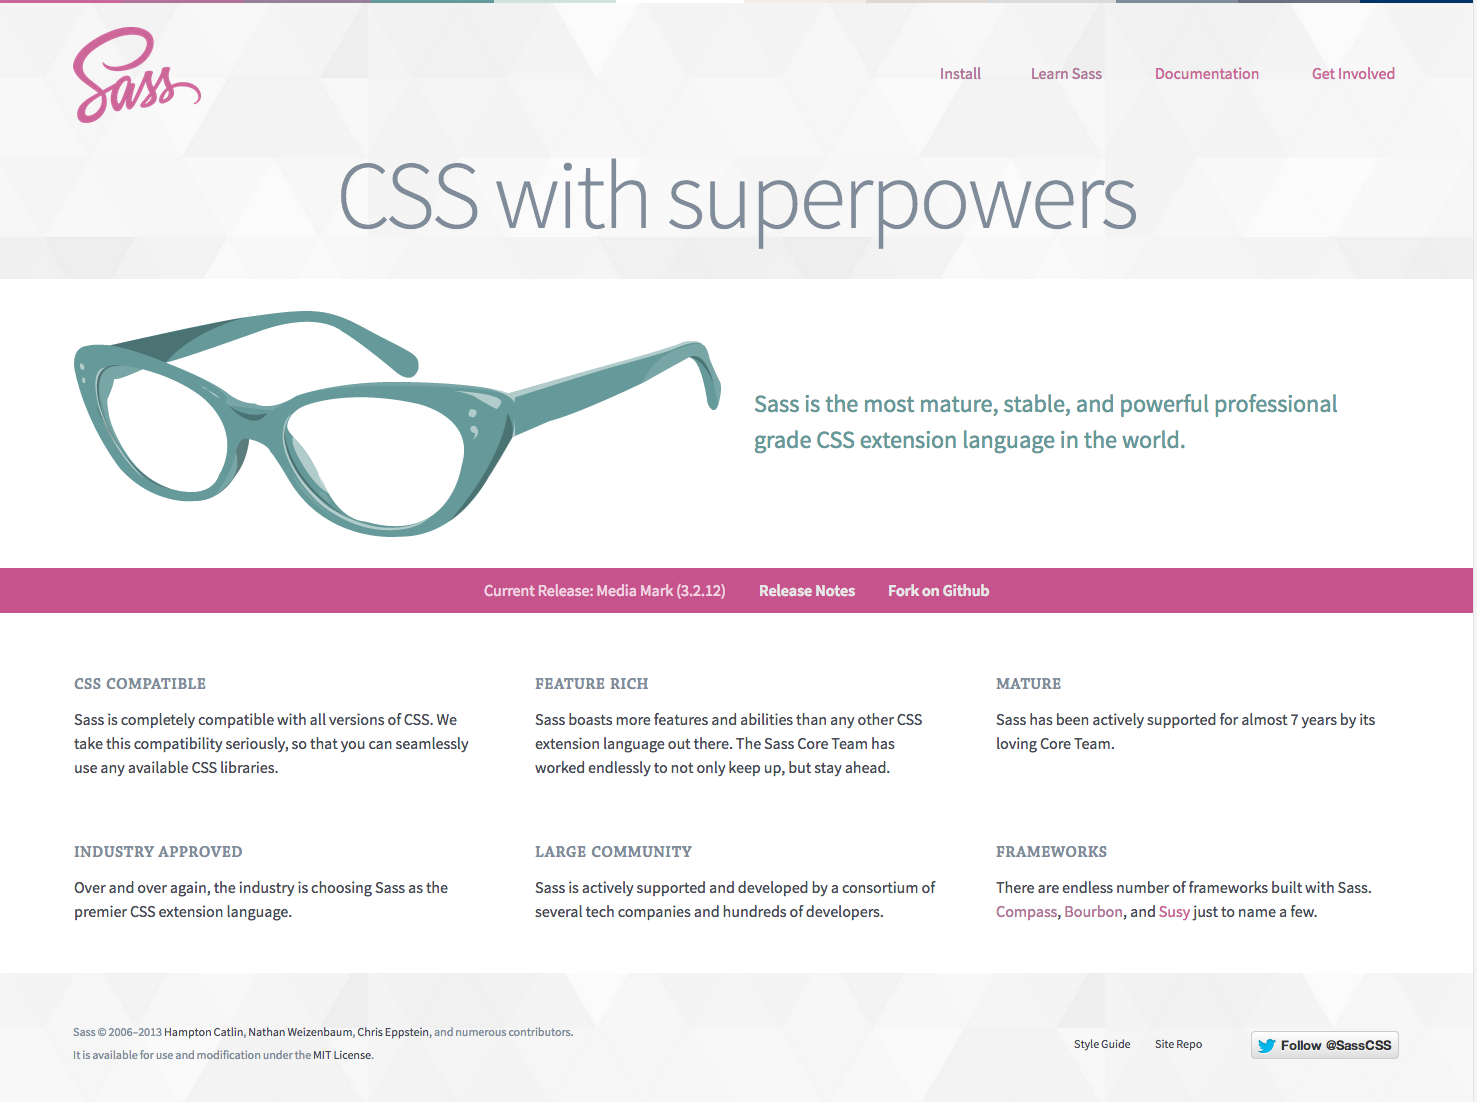 Sass
Install
Learn Sass
Documentation
Get Involved
CSS with superpowers
Sass is the most mature, stable, and powerful professional
grade CSS extension language in the world.
Current Release: Media Mark (3.2.12)
Release Notes
Fork on Github
CSS COMPATIBLE
Sass is completely compatible with all versions of CSS. We
take this compatibility seriously, so that you can seamlessly
use any available CSS libraries.
FEATURE RICH
Sass boasts more features and abilities than any other CSS
extension language out there. The Sass Core Team has
worked endlessly to not only keep up, but stay ahead.
MATURE
Sass has been actively supported for almost 7 years by its
loving Core Team.
INDUSTRY APPROVED
Over and over again, the industry is choosing Sass as the
premier CSS extension language.
LARGE COMMUNITY
Sass is actively supported and developed by a consortium of
several tech companies and hundreds of developers.
FRAMEWORKS
There are endless number of frameworks built with Sass.
Compass, Bourbon, and Susy just to name a few.
Sass © 2006–2013 Hampton Catlin, Nathan Weizenbaum, Chris Eppstein, and numerous contributors.
It is available for use and modification under the MIT License.
Style Guide
Site Repo
Follow @SassCSS